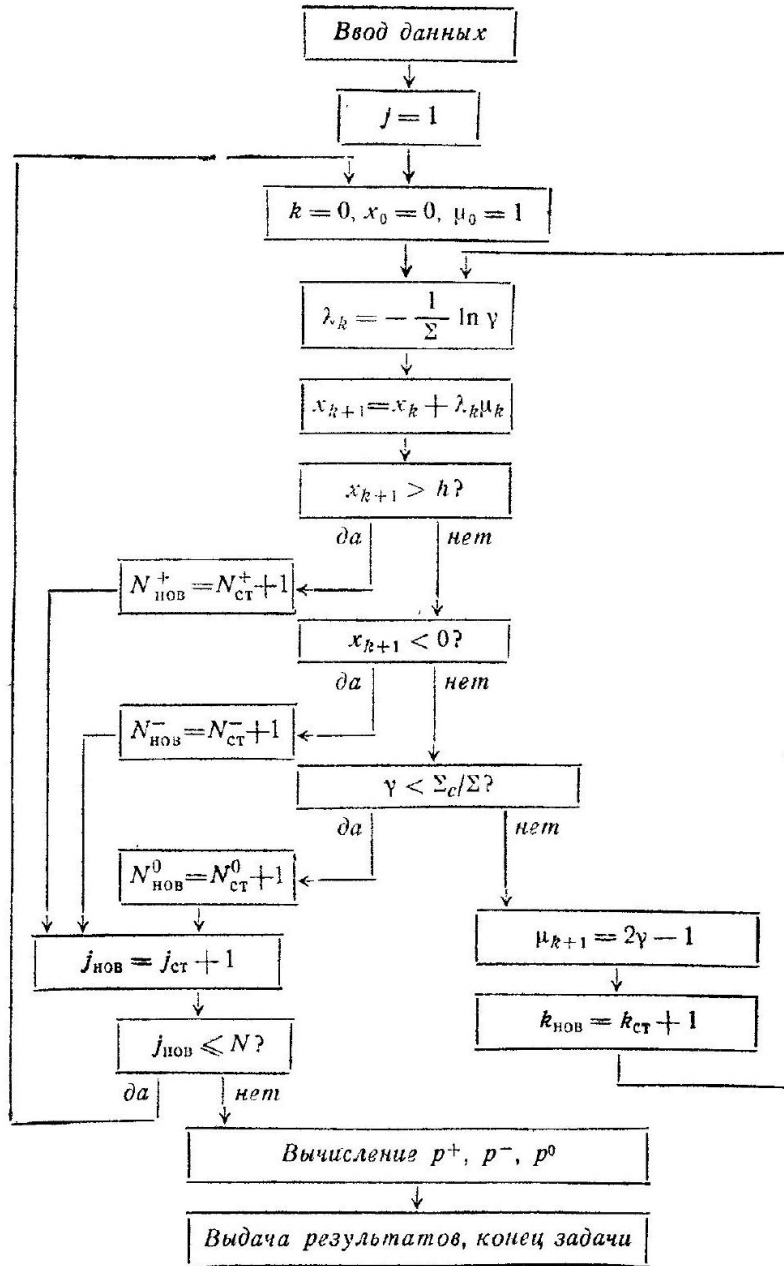 Ввод данных
j = 1
k = 0, x₀ = 0, μ₀ = 1
λₖ = − 1/Σ ln γ
xₖ₊₁ = xₖ + λₖμₖ
xₖ₊₁ > h?
да нет
N⁺нов = N⁺ст + 1
xₖ₊₁ < 0?
да нет
N⁻нов = N⁻ст + 1
γ < Σc/Σ?
да нет
N⁰нов = N⁰ст + 1
μₖ₊₁ = 2γ − 1
jнов = jст + 1
kнов = kст + 1
jнов ⩽ N?
да нет
Вычисление p⁺, p⁻, p⁰
Выдача результатов, конец задачи